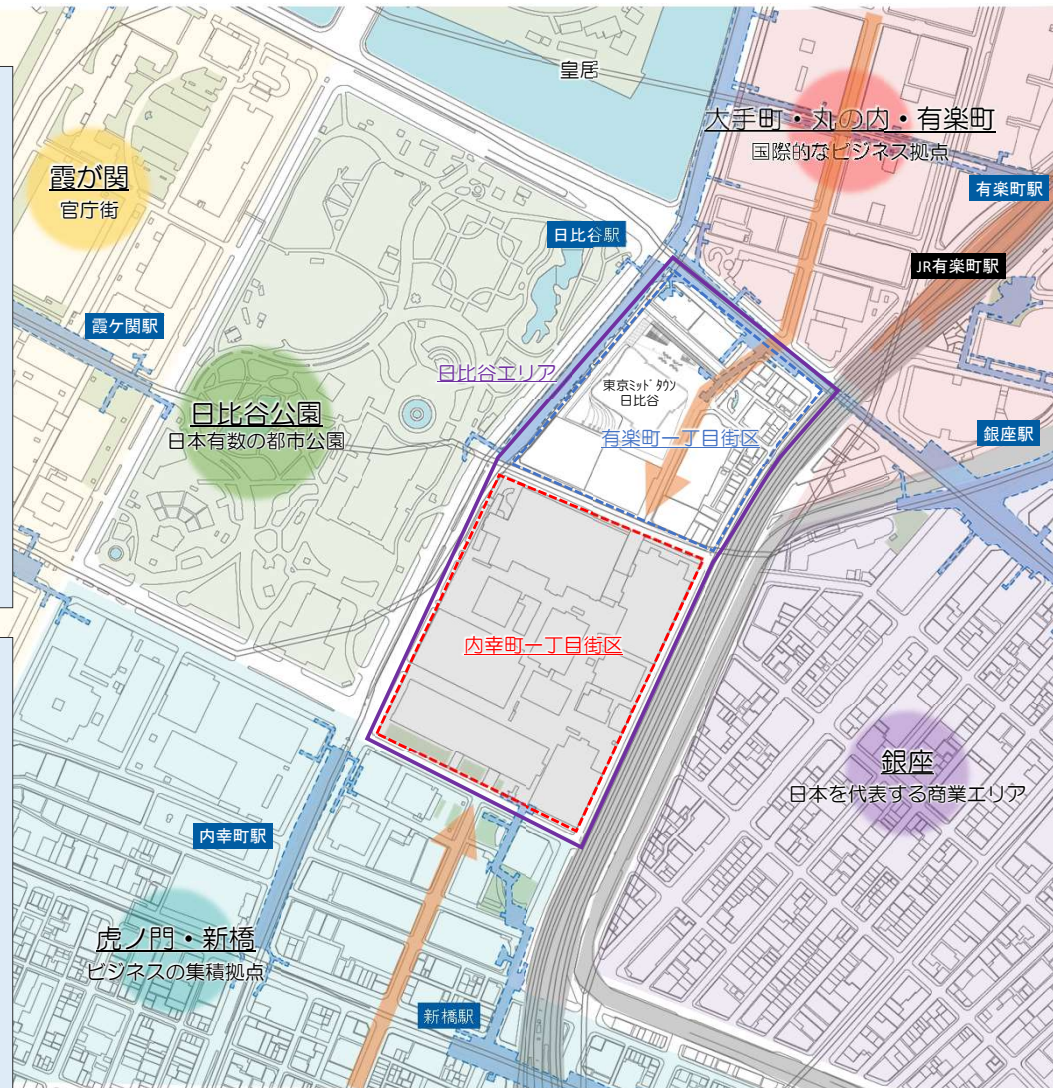 皇居
大手町・丸の内・有楽町
国際的なビジネス拠点
霞が関
官庁街
有楽町駅
日比谷駅
JR有楽町駅
霞ケ関駅
日比谷エリア
東京ミッドタウン
日比谷
日比谷公園
日本有数の都市公園
有楽町一丁目街区
銀座駅
内幸町一丁目街区
銀座
日本を代表する商業エリア
内幸町駅
虎ノ門・新橋
ビジネスの集積拠点
新橋駅